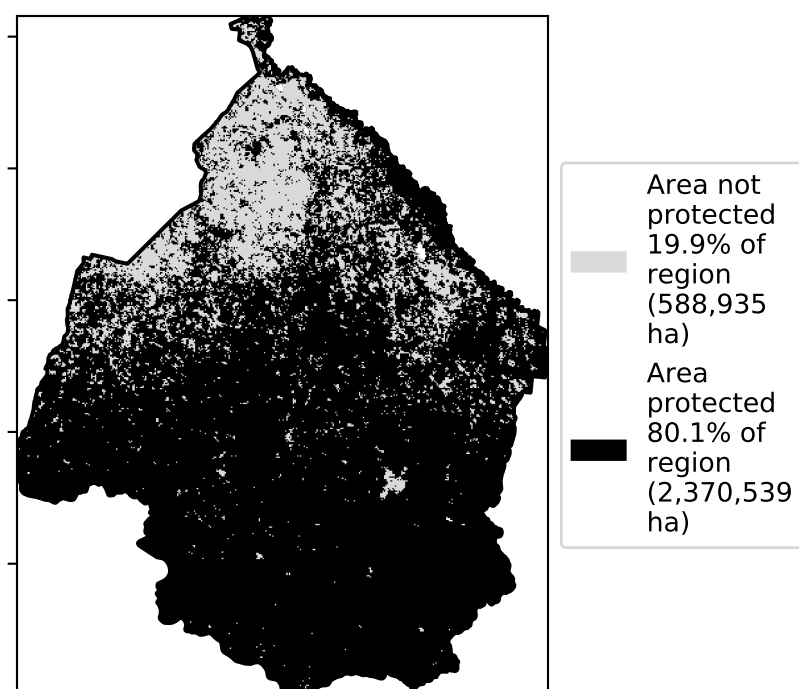 Area not
protected
19.9% of
region
(588,935
ha)
Area
protected
80.1% of
region
(2,370,539
ha)